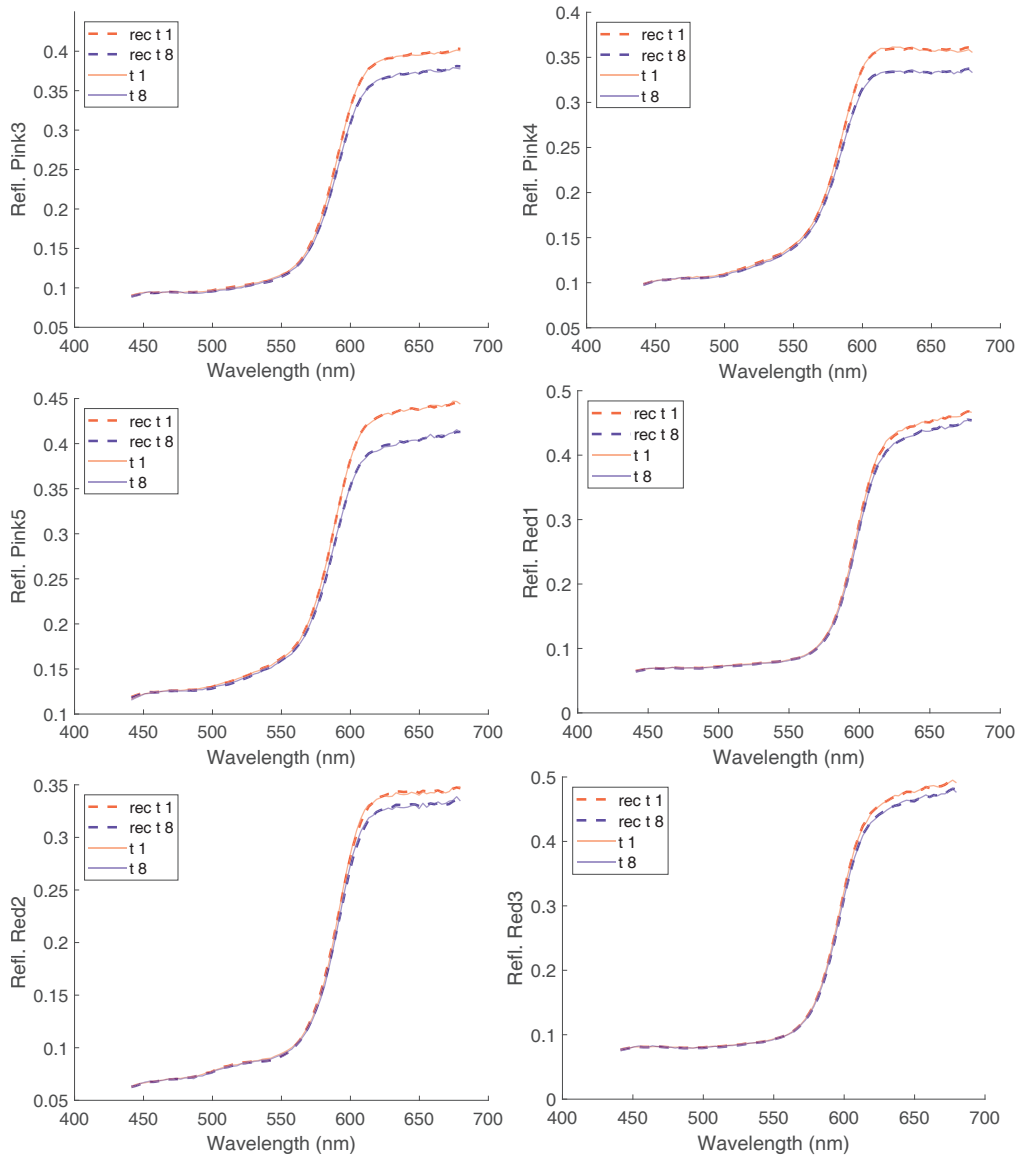 rec t 1
rec t 8
t 1
t 8
0.4
0.35
0.3
0.25
0.2
0.15
0.1
0.05
Refl. Pink3
400 450 500 550 600 650 700
Wavelength (nm)
rec t 1
rec t 8
t 1
t 8
0.4
0.35
0.3
0.25
0.2
0.15
0.1
0.05
Refl. Pink4
400 450 500 550 600 650 700
Wavelength (nm)
rec t 1
rec t 8
t 1
t 8
0.45
0.4
0.35
0.3
0.25
0.2
0.15
0.1
Refl. Pink5
400 450 500 550 600 650 700
Wavelength (nm)
rec t 1
rec t 8
t 1
t 8
0.5
0.4
0.3
0.2
0.1
0
Refl. Red1
400 450 500 550 600 650 700
Wavelength (nm)
rec t 1
rec t 8
t 1
t 8
0.35
0.3
0.25
0.2
0.15
0.1
0.05
Refl. Red2
400 450 500 550 600 650 700
Wavelength (nm)
rec t 1
rec t 8
t 1
t 8
0.5
0.4
0.3
0.2
0.1
0
Refl. Red3
400 450 500 550 600 650 700
Wavelength (nm)